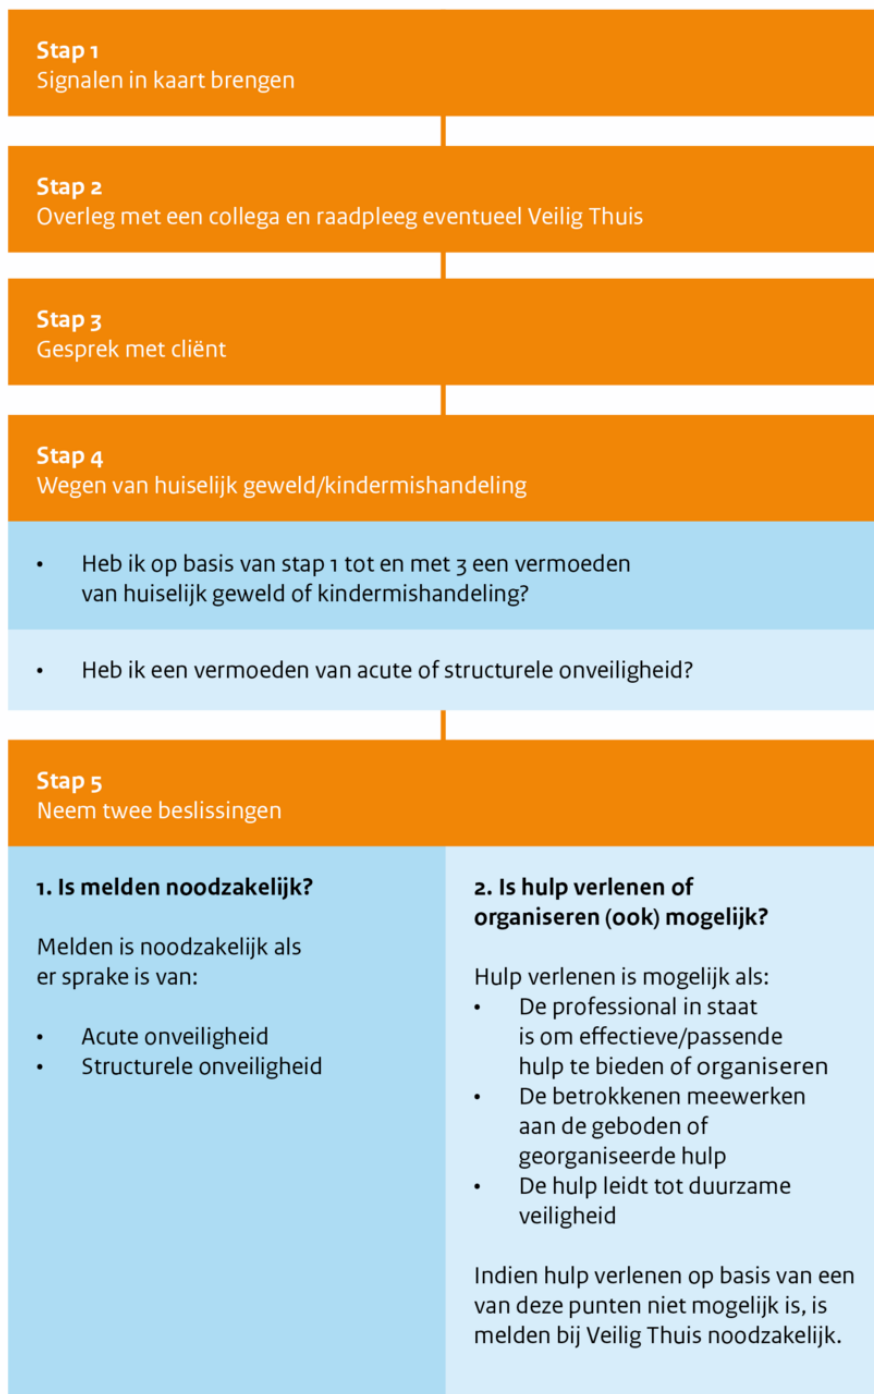 Stap 1
Signalen in kaart brengen
Stap 2
Overleg met een collega en raadpleeg eventueel Veilig Thuis
Stap 3
Gesprek met cliënt
Stap 4
Wegen van huiselijk geweld/kindermishandeling
• Heb ik op basis van stap 1 tot en met 3 een vermoeden
van huiselijk geweld of kindermishandeling?
• Heb ik een vermoeden van acute of structurele onveiligheid?
Stap 5
Neem twee beslissingen
1. Is melden noodzakelijk?
Melden is noodzakelijk als
er sprake is van:
• Acute onveiligheid
• Structurele onveiligheid
2. Is hulp verlenen of
organiseren (ook) mogelijk?
Hulp verlenen is mogelijk als:
• De professional in staat
is om effectieve/passende
hulp te bieden of organiseren
• De betrokkenen meewerken
aan de geboden of
georganiseerde hulp
• De hulp leidt tot duurzame
veiligheid
Indien hulp verlenen op basis van een
van deze punten niet mogelijk is, is
melden bij Veilig Thuis noodzakelijk.